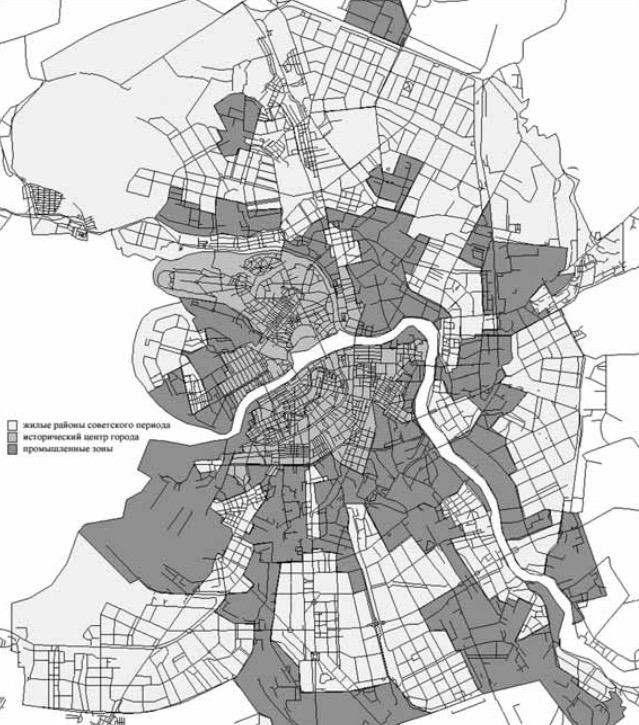 жилые районы советского периода
исторический центр города
промышленные зоны